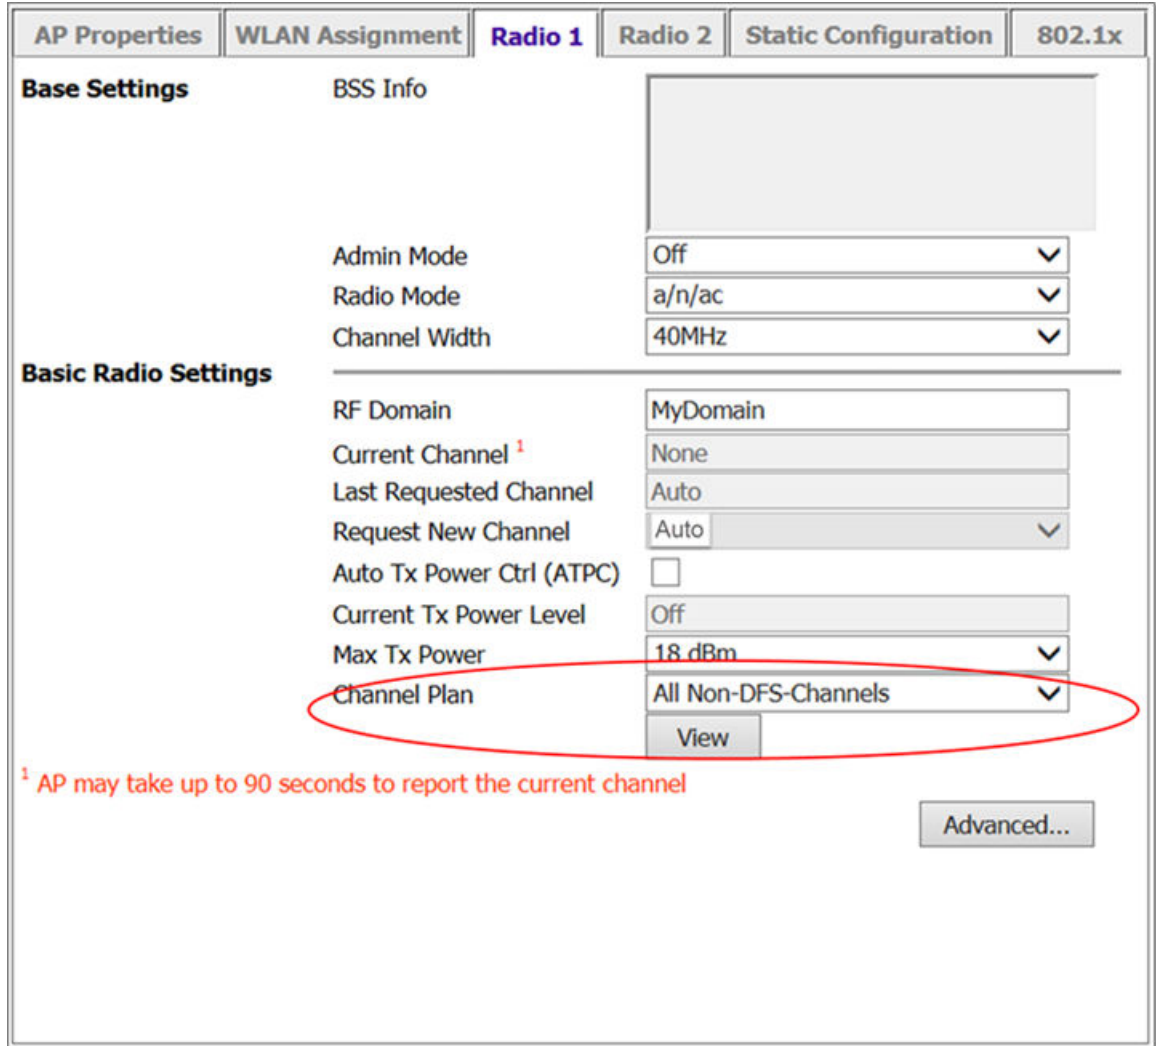 AP Properties WLAN Assignment Radio 1 Radio 2 Static Configuration 802.1x
Base Settings BSS Info
Admin Mode Off
Radio Mode a/n/ac
Channel Width 40MHz
Basic Radio Settings
RF Domain MyDomain
Current Channel 1 None
Last Requested Channel Auto
Request New Channel Auto
Auto Tx Power Ctrl (ATPC)
Current Tx Power Level Off
Max Tx Power 18 dBm
Channel Plan All Non-DFS-Channels
View
1 AP may take up to 90 seconds to report the current channel
Advanced...